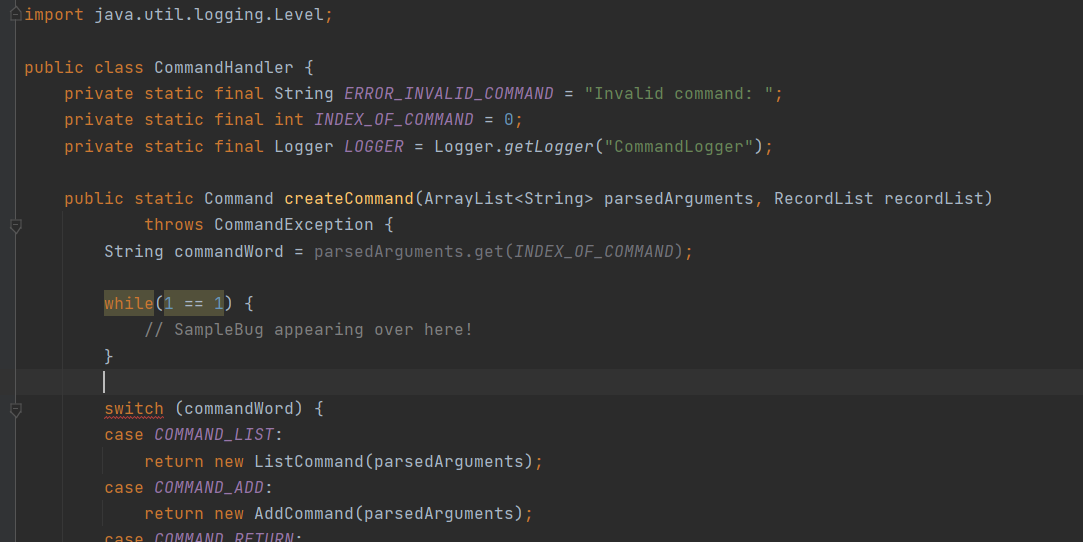 import java.util.logging.Level;
public class CommandHandler {
private static final String ERROR_INVALID_COMMAND = "Invalid command: ";
private static final int INDEX_OF_COMMAND = 0;
private static final Logger LOGGER = Logger.getLogger("CommandLogger");
public static Command createCommand(ArrayList<String> parsedArguments, RecordList recordList)
throws CommandException {
String commandWord = parsedArguments.get(INDEX_OF_COMMAND);
while(1 == 1) {
// SampleBug appearing over here!
}
switch (commandWord) {
case COMMAND_LIST:
return new ListCommand(parsedArguments);
case COMMAND_ADD:
return new AddCommand(parsedArguments);
case COMMAND_RETURN: